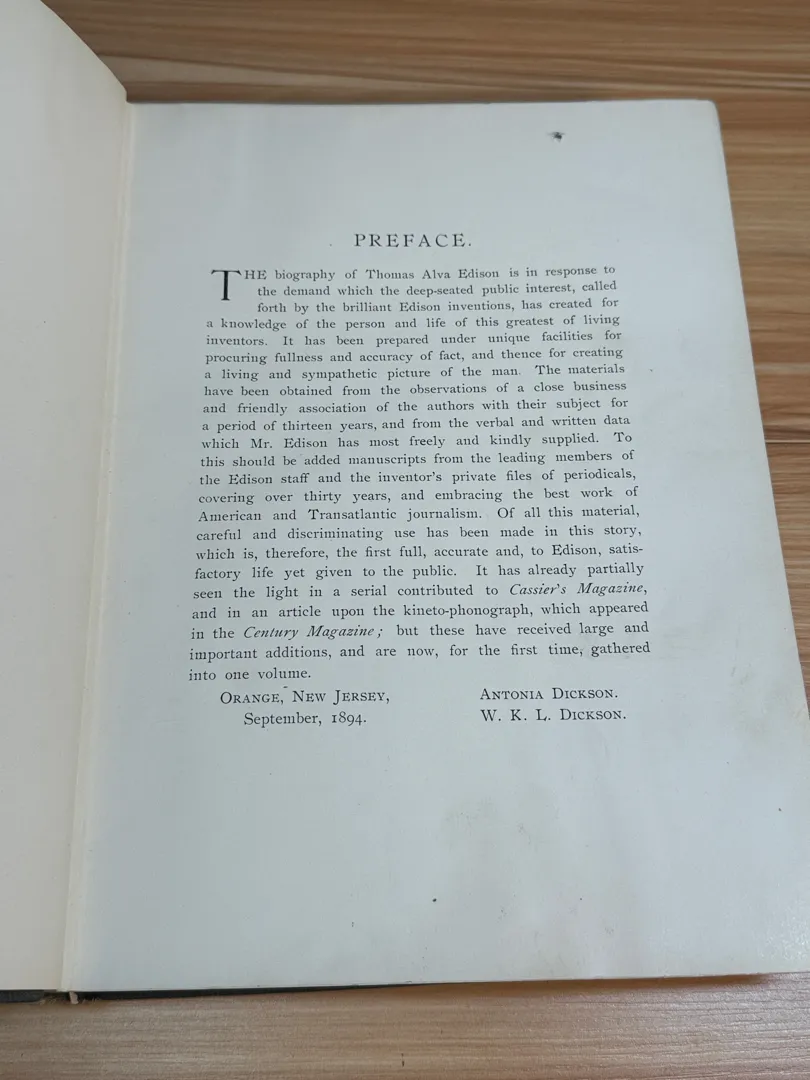 PREFACE.
THE biography of Thomas Alva Edison is in response to
the demand which the deep-seated public interest, called
forth by the brilliant Edison inventions, has created for
a knowledge of the person and life of this greatest of living
inventors. It has been prepared under unique facilities for
procuring fullness and accuracy of fact, and thence for creating
a living and sympathetic picture of the man. The materials
have been obtained from the observations of a close business
and friendly association of the authors with their subject for
a period of thirteen years, and from the verbal and written data
which Mr. Edison has most freely and kindly supplied. To
this should be added manuscripts from the leading members of
the Edison staff and the inventor's private files of periodicals,
covering over thirty years, and embracing the best work of
American and Transatlantic journalism. Of all this material,
careful and discriminating use has been made in this story,
which is, therefore, the first full, accurate and, to Edison, satis-
factory life yet given to the public. It has already partially
seen the light in a serial contributed to Cassier's Magazine,
and in an article upon the kineto-phonograph, which appeared
in the Century Magazine; but these have received large and
important additions, and are now, for the first time, gathered
into one volume.
ORANGE, NEW JERSEY,
September, 1894.
ANTONIA DICKSON.
W. K. L. DICKSON.